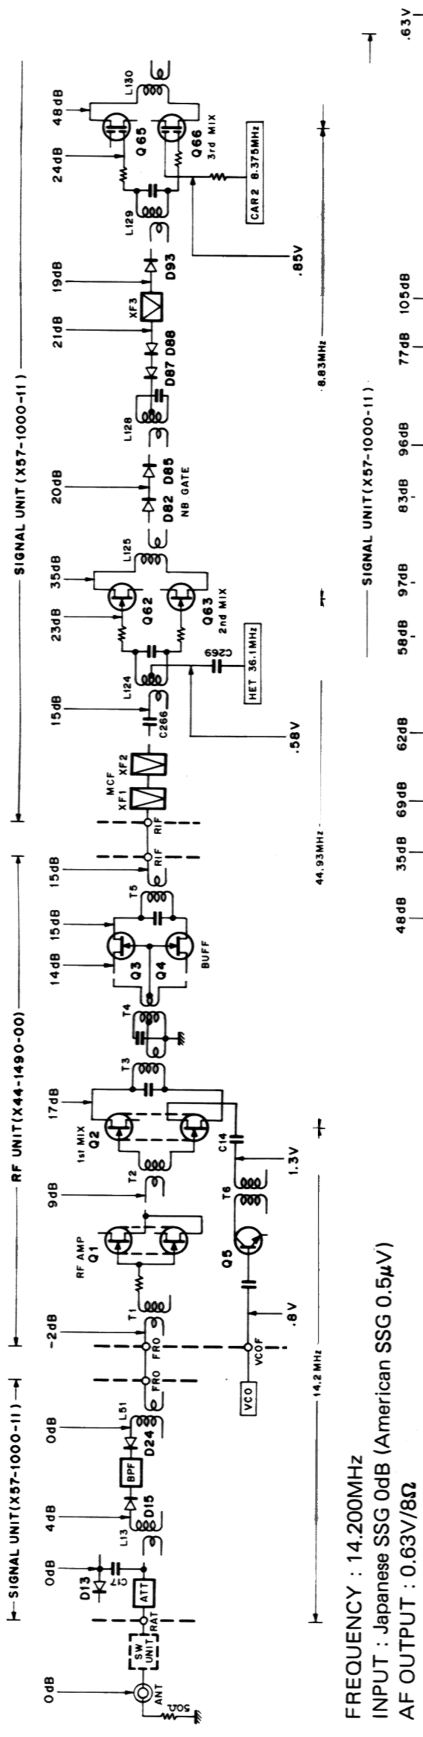 SIGNAL UNIT(X57-1000-11)
RF UNIT(X44-1490-00)
SIGNAL UNIT (X57-1000-11)
0dB
0dB
4dB
0dB
-2dB
9dB
17dB
14dB
15dB
15dB
15dB
23dB
35dB
20dB
21dB
19dB
24dB
48dB
ANT
50Ω
SW UNIT
RAT
ATT
D13
L13
D15
BPF
D24
L51
FRO
FRO
T1
RF AMP
Q1
T2
1st MIX
Q2
T3
T4
Q3
Q4
BUFF
T5
RIF
RIF
MCF
XF1
XF2
C266
L124
Q62
Q63
2nd MIX
L125
D82
D85
NB GATE
L128
D87
D88
XF3
D93
L129
Q65
Q66
3rd MIX
L130
VCO
VCOF
Q5
T6
C14
C269
HET 36.1MHz
CAR2 8.375MHz
.8V
1.3V
.58V
.85V
14.2 MHz
44.93MHz
8.83MHz
SIGNAL UNIT(X57-1000-11)
FREQUENCY : 14.200MHz
INPUT : Japanese SSG 0dB (American SSG 0.5µV)
AF OUTPUT : 0.63V/8Ω
48dB
35dB
69dB
62dB
58dB
97dB
83dB
96dB
77dB
105dB
.63V